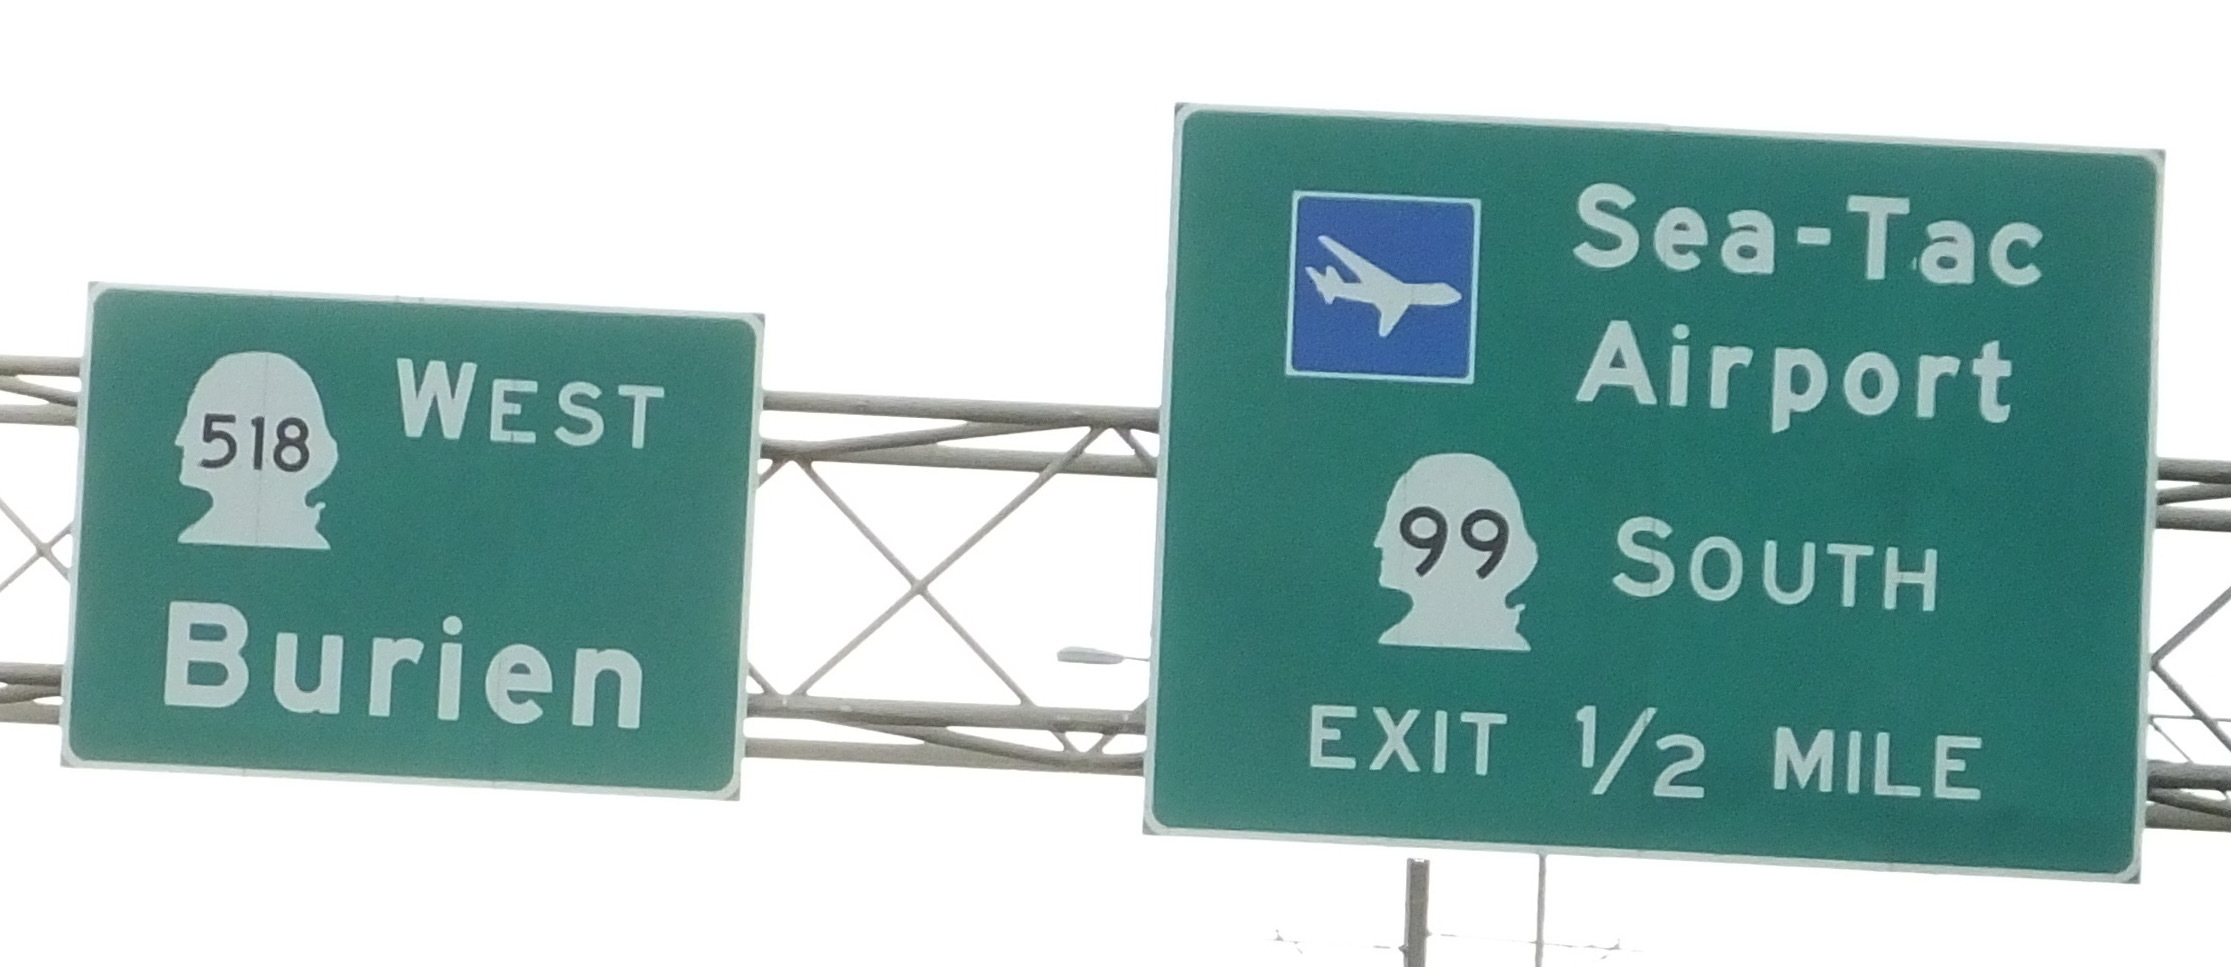 518 WEST
Burien
Sea-Tac
Airport
99 SOUTH
EXIT 1/2 MILE